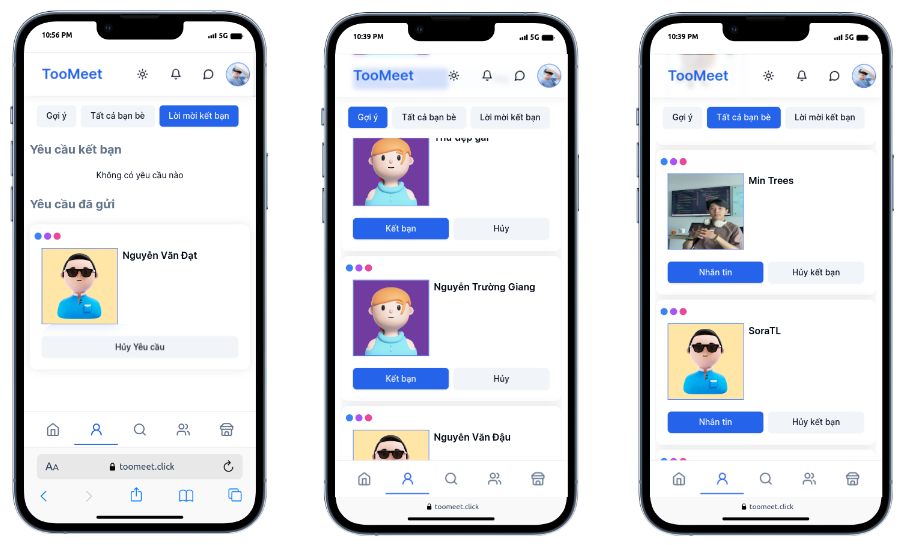 10:56 PM
5G
TooMeet
Gợi ý
Tất cả bạn bè
Lời mời kết bạn
Yêu cầu kết bạn
Không có yêu cầu nào
Yêu cầu đã gửi
Nguyễn Văn Đạt
Hủy Yêu cầu
AA
toomeet.click
10:39 PM
5G
TooMeet
Gợi ý
Tất cả bạn bè
Lời mời kết bạn
Thu đẹp gái
Kết bạn
Hủy
Nguyễn Trường Giang
Kết bạn
Hủy
Nguyễn Văn Đậu
toomeet.click
10:39 PM
5G
TooMeet
Gợi ý
Tất cả bạn bè
Lời mời kết bạn
Min Trees
Nhắn tin
Hủy kết bạn
SoraTL
Nhắn tin
Hủy kết bạn
toomeet.click